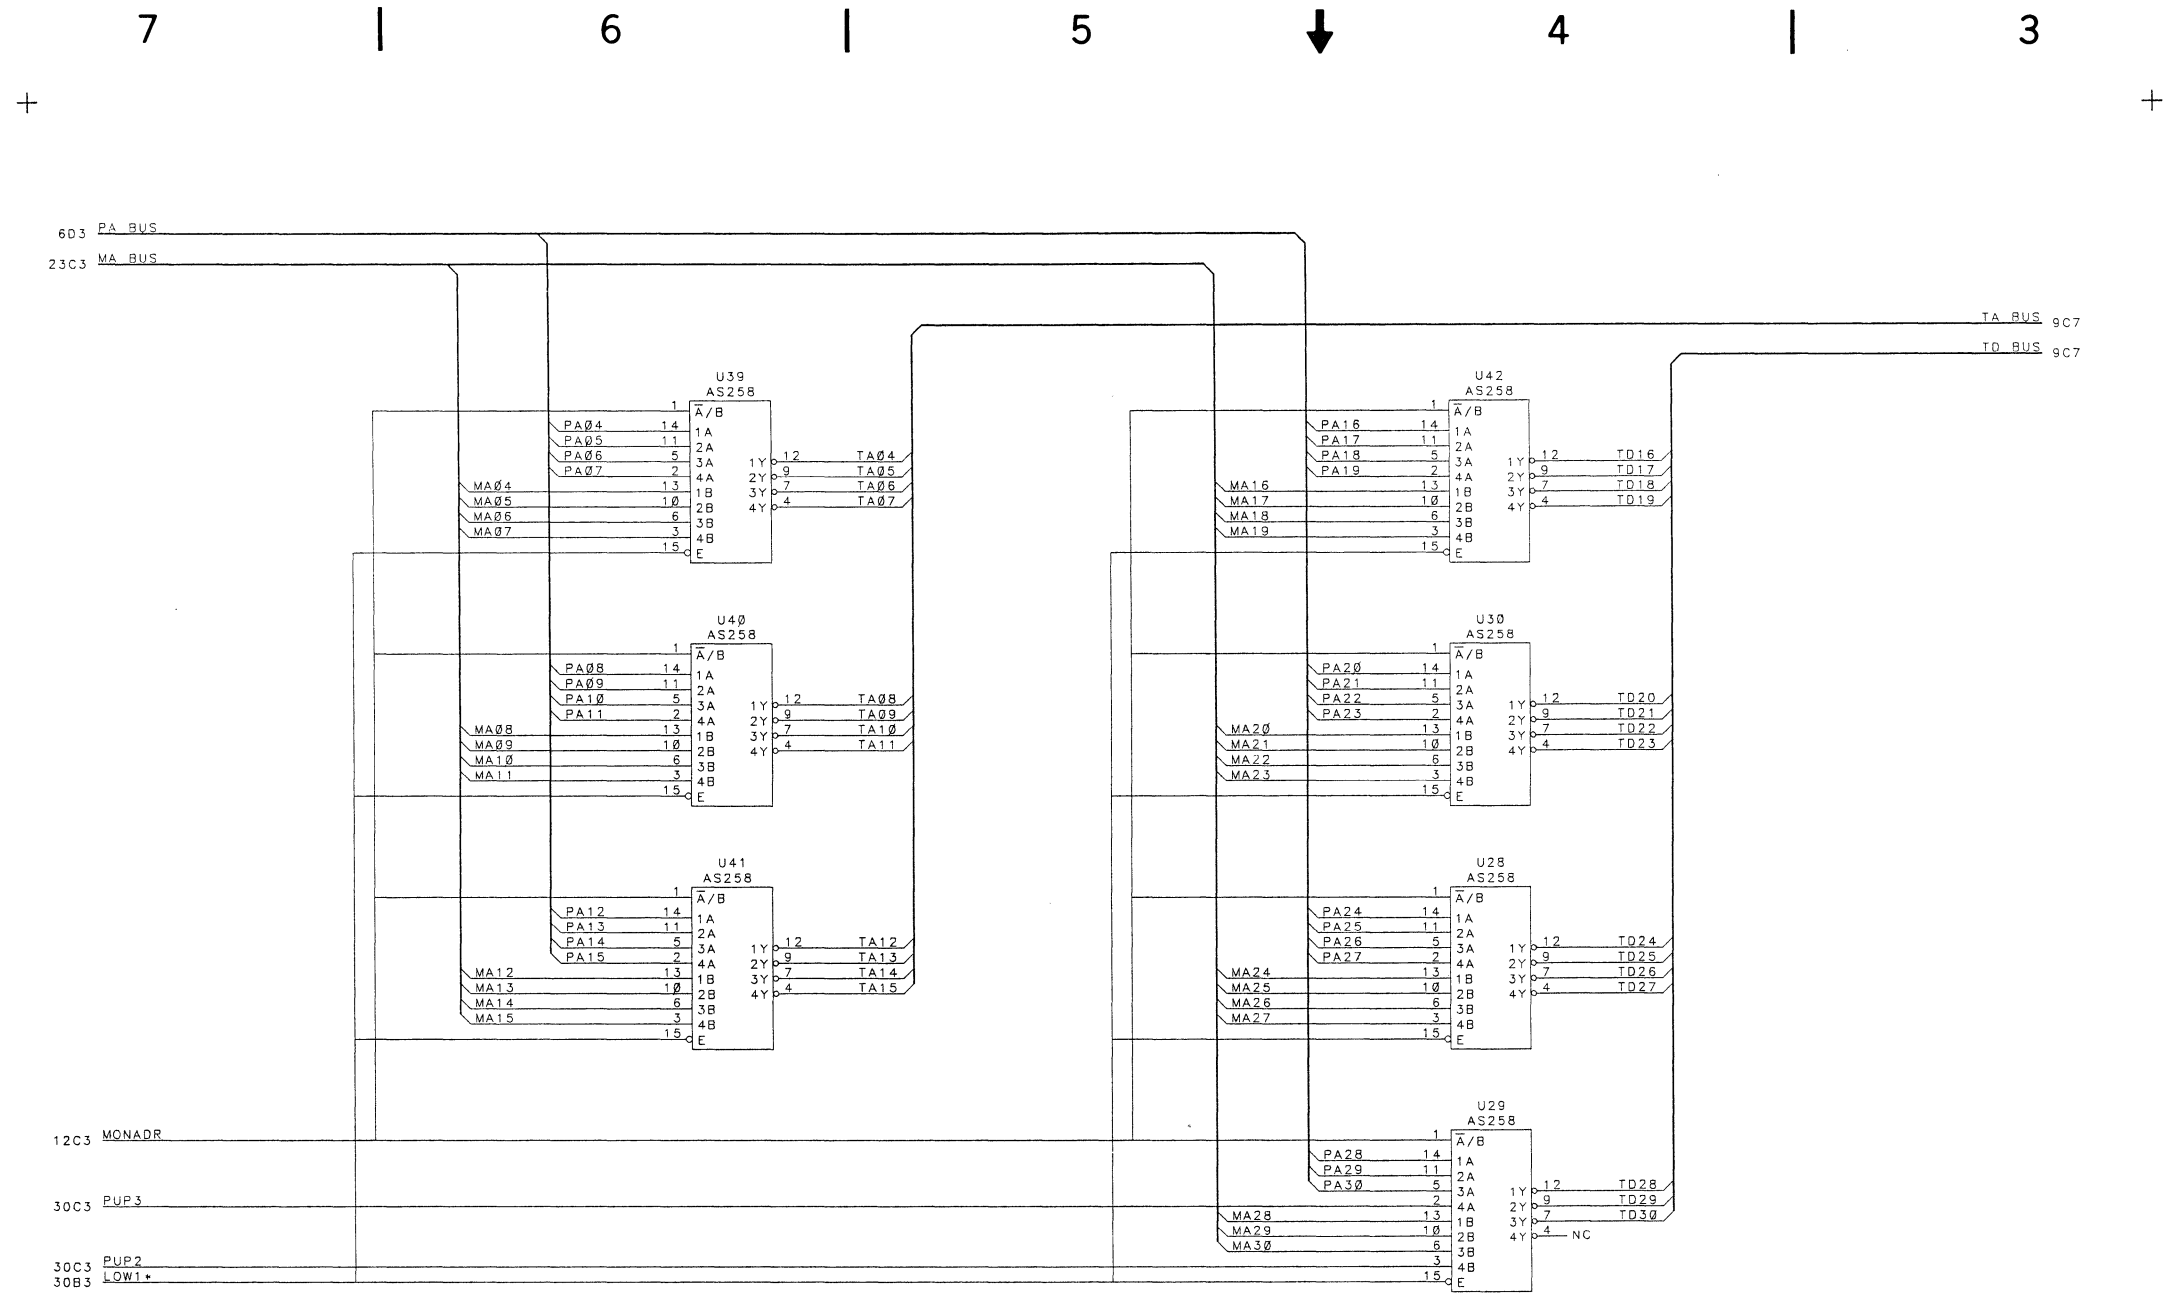 7 | 6 | 5 4 | 3
6D3 PA BUS
23C3 MA BUS
TA BUS 9C7
TD BUS 9C7
U39
AS258
1 A̅/B
PAØ4 14 1A
PAØ5 11 2A
PAØ6 5 3A
PAØ7 2 4A
MAØ4 13 1B
MAØ5 1Ø 2B
MAØ6 6 3B
MAØ7 3 4B
15 E
1Y 12 TAØ4
2Y 9 TAØ5
3Y 7 TAØ6
4Y 4 TAØ7
U42
AS258
1 A̅/B
PA16 14 1A
PA17 11 2A
PA18 5 3A
PA19 2 4A
MA16 13 1B
MA17 1Ø 2B
MA18 6 3B
MA19 3 4B
15 E
1Y 12 TD16
2Y 9 TD17
3Y 7 TD18
4Y 4 TD19
U4Ø
AS258
1 A̅/B
PAØ8 14 1A
PAØ9 11 2A
PA1Ø 5 3A
PA11 2 4A
MAØ8 13 1B
MAØ9 1Ø 2B
MA1Ø 6 3B
MA11 3 4B
15 E
1Y 12 TAØ8
2Y 9 TAØ9
3Y 7 TA1Ø
4Y 4 TA11
U3Ø
AS258
1 A̅/B
PA2Ø 14 1A
PA21 11 2A
PA22 5 3A
PA23 2 4A
MA2Ø 13 1B
MA21 1Ø 2B
MA22 6 3B
MA23 3 4B
15 E
1Y 12 TD2Ø
2Y 9 TD21
3Y 7 TD22
4Y 4 TD23
U41
AS258
1 A̅/B
PA12 14 1A
PA13 11 2A
PA14 5 3A
PA15 2 4A
MA12 13 1B
MA13 1Ø 2B
MA14 6 3B
MA15 3 4B
15 E
1Y 12 TA12
2Y 9 TA13
3Y 7 TA14
4Y 4 TA15
U28
AS258
1 A̅/B
PA24 14 1A
PA25 11 2A
PA26 5 3A
PA27 2 4A
MA24 13 1B
MA25 1Ø 2B
MA26 6 3B
MA27 3 4B
15 E
1Y 12 TD24
2Y 9 TD25
3Y 7 TD26
4Y 4 TD27
U29
AS258
12C3 MONADR 1 A̅/B
PA28 14 1A
PA29 11 2A
PA3Ø 5 3A
30C3 PUP3 2 4A
MA28 13 1B
MA29 1Ø 2B
MA3Ø 6 3B
30C3 PUP2 3 4B
30B3 LOW1* 15 E
1Y 12 TD28
2Y 9 TD29
3Y 7 TD3Ø
4Y 4 NC